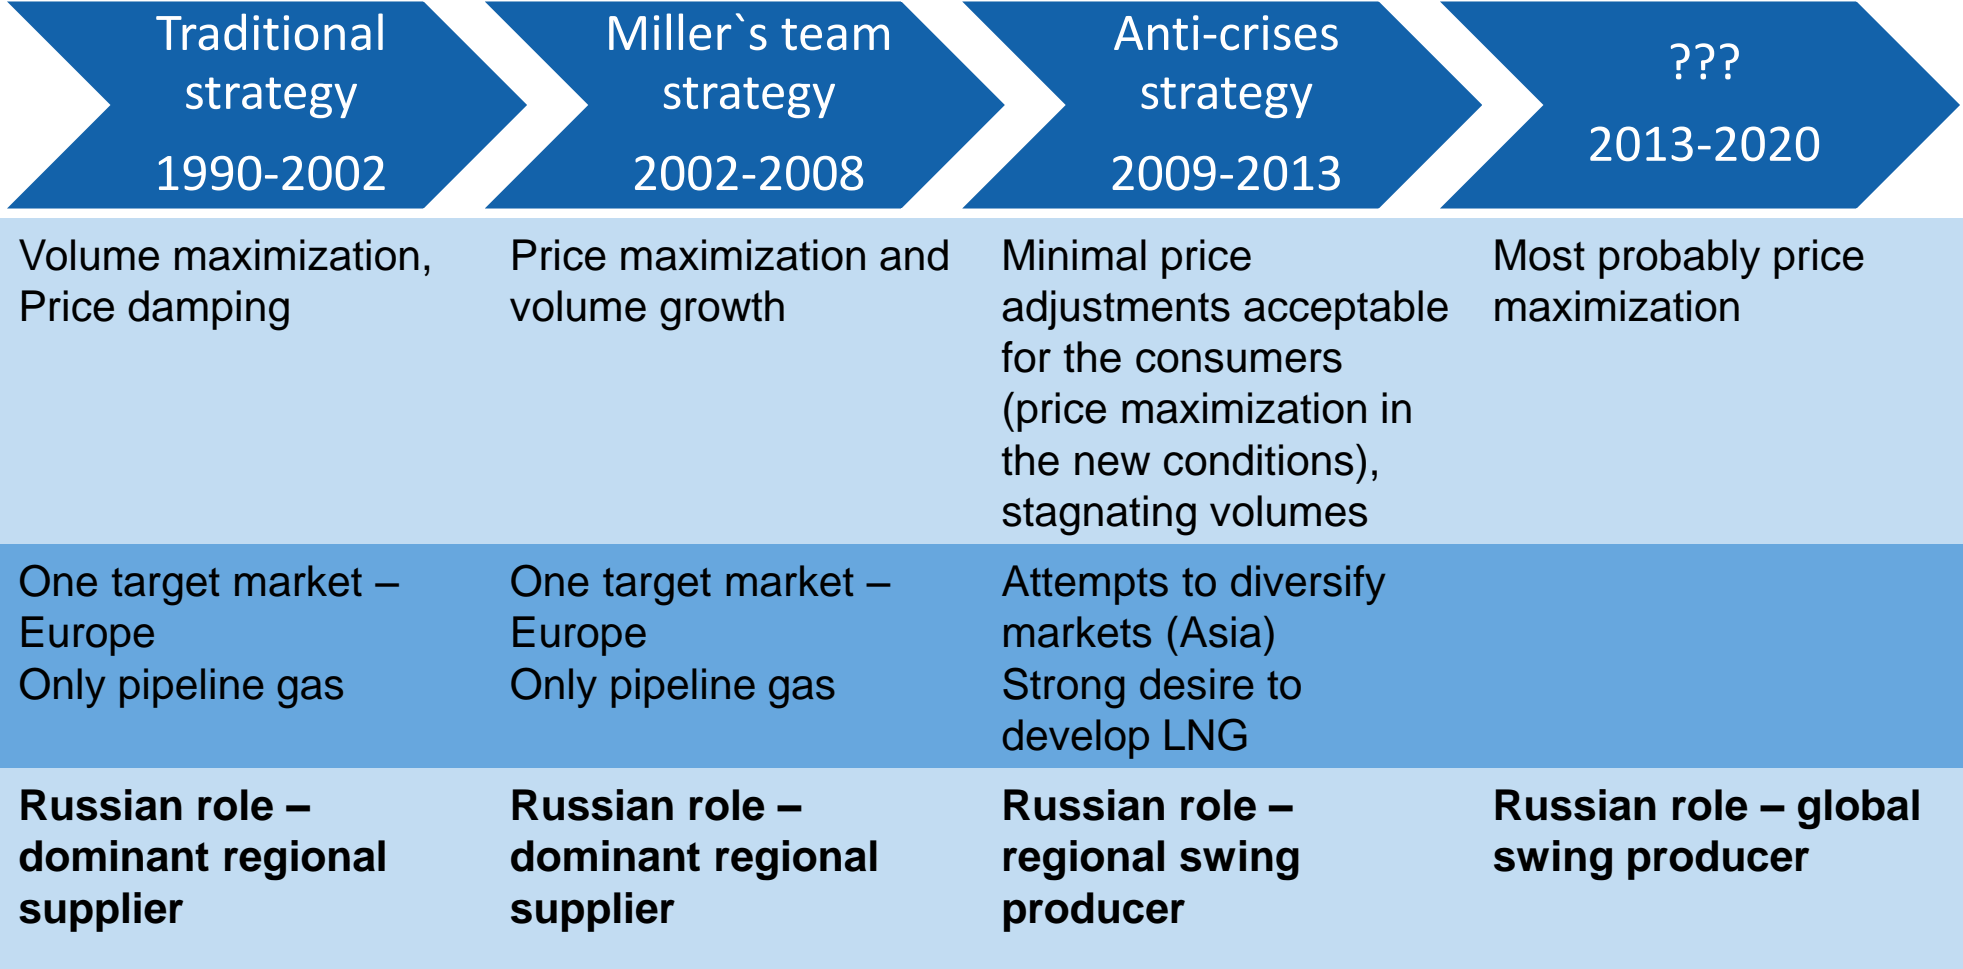 Traditional
strategy
1990-2002
Miller`s team
strategy
2002-2008
Anti-crises
strategy
2009-2013
???
2013-2020
Volume maximization,
Price damping
Price maximization and
volume growth
Minimal price
adjustments acceptable
for the consumers
(price maximization in
the new conditions),
stagnating volumes
Most probably price
maximization
One target market –
Europe
Only pipeline gas
One target market –
Europe
Only pipeline gas
Attempts to diversify
markets (Asia)
Strong desire to
develop LNG
Russian role –
dominant regional
supplier
Russian role –
dominant regional
supplier
Russian role –
regional swing
producer
Russian role – global
swing producer